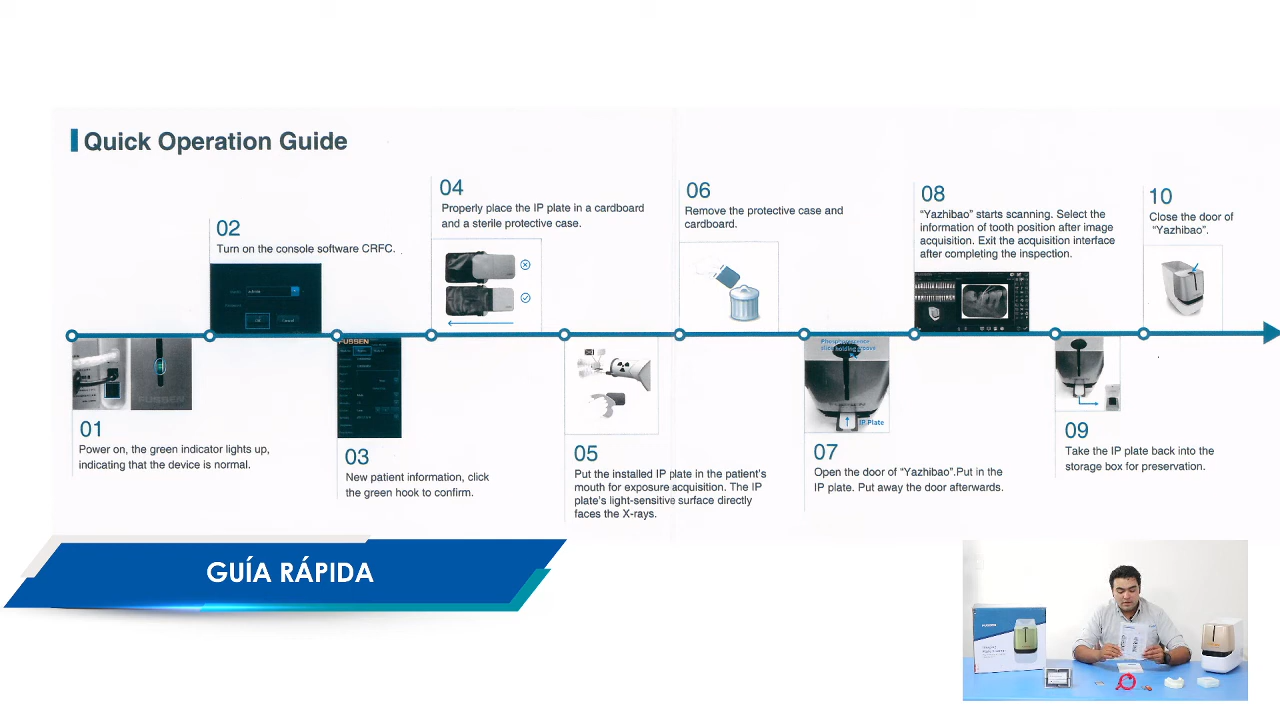 Quick Operation Guide
01
Power on, the green indicator lights up,
indicating that the device is normal.
02
Turn on the console software CRFC.
FUSSEN
03
New patient information, click
the green hook to confirm.
04
Properly place the IP plate in a cardboard
and a sterile protective case.
05
Put the installed IP plate in the patient's
mouth for exposure acquisition. The IP
plate's light-sensitive surface directly
faces the X-rays.
06
Remove the protective case and
cardboard.
Phosphorescence
slice holding groove
IP Plate
07
Open the door of "Yazhibao".Put in the
IP plate. Put away the door afterwards.
08
"Yazhibao" starts scanning. Select the
information of tooth position after image
acquisition. Exit the acquisition interface
after completing the inspection.
09
Take the IP plate back into the
storage box for preservation.
10
Close the door of
"Yazhibao".
GUÍA RÁPIDA